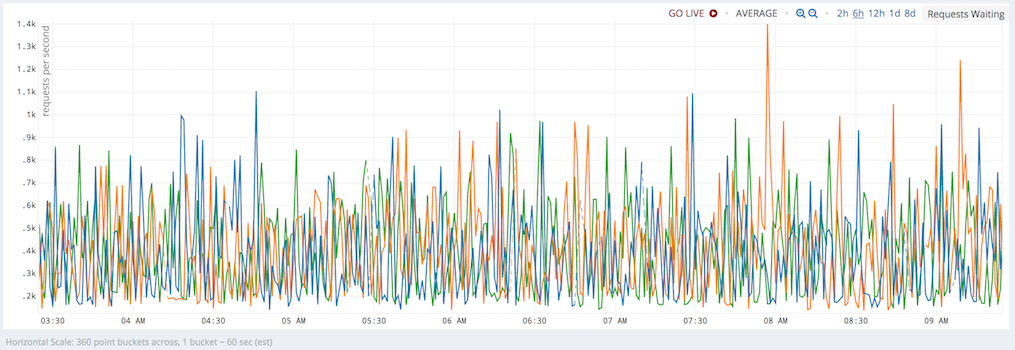 GO LIVE • AVERAGE • 2h 6h 12h 1d 8d Requests Waiting
requests per second
1.4k
1.3k
1.2k
1.1k
1k
.9k
.8k
.7k
.6k
.5k
.4k
.3k
.2k
03:30 04 AM 04:30 05 AM 05:30 06 AM 06:30 07 AM 07:30 08 AM 08:30 09 AM
Horizontal Scale: 360 point buckets across, 1 bucket ~ 60 sec (est)